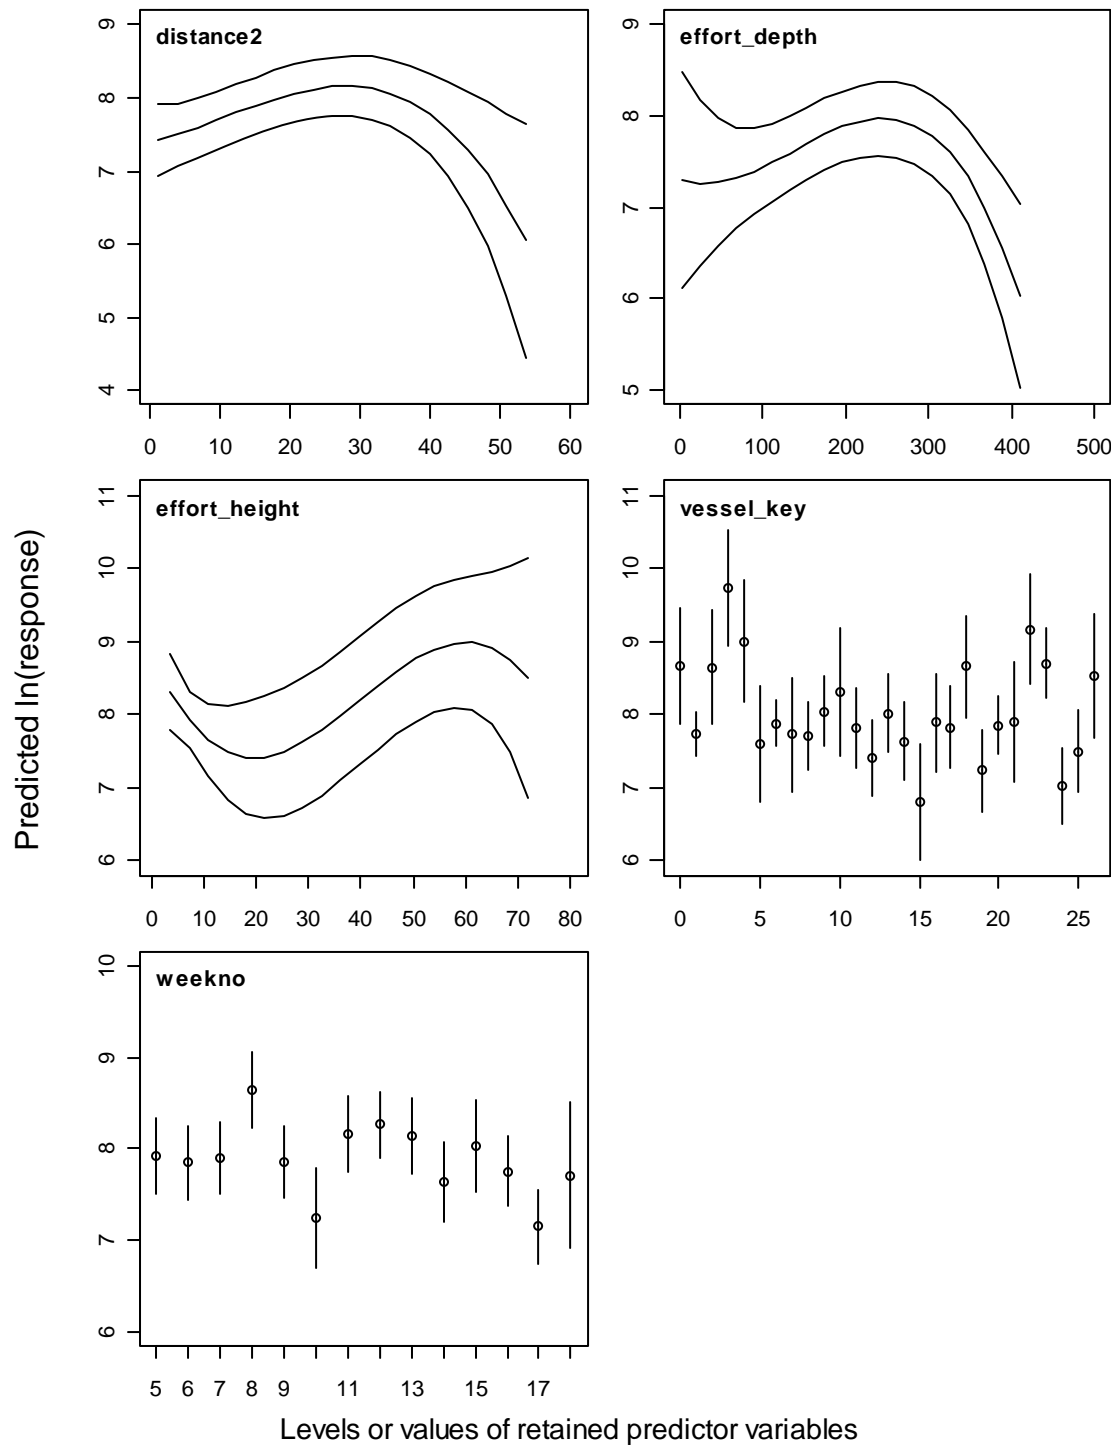 distance2
9
8
7
6
5
4
0 10 20 30 40 50 60
effort_depth
9
8
7
6
5
0 100 200 300 400 500
Predicted ln(response)
effort_height
11
10
9
8
7
6
0 10 20 30 40 50 60 70 80
vessel_key
11
10
9
8
7
6
0 5 10 15 20 25
weekno
10
9
8
7
6
5 6 7 8 9 11 13 15 17
Levels or values of retained predictor variables